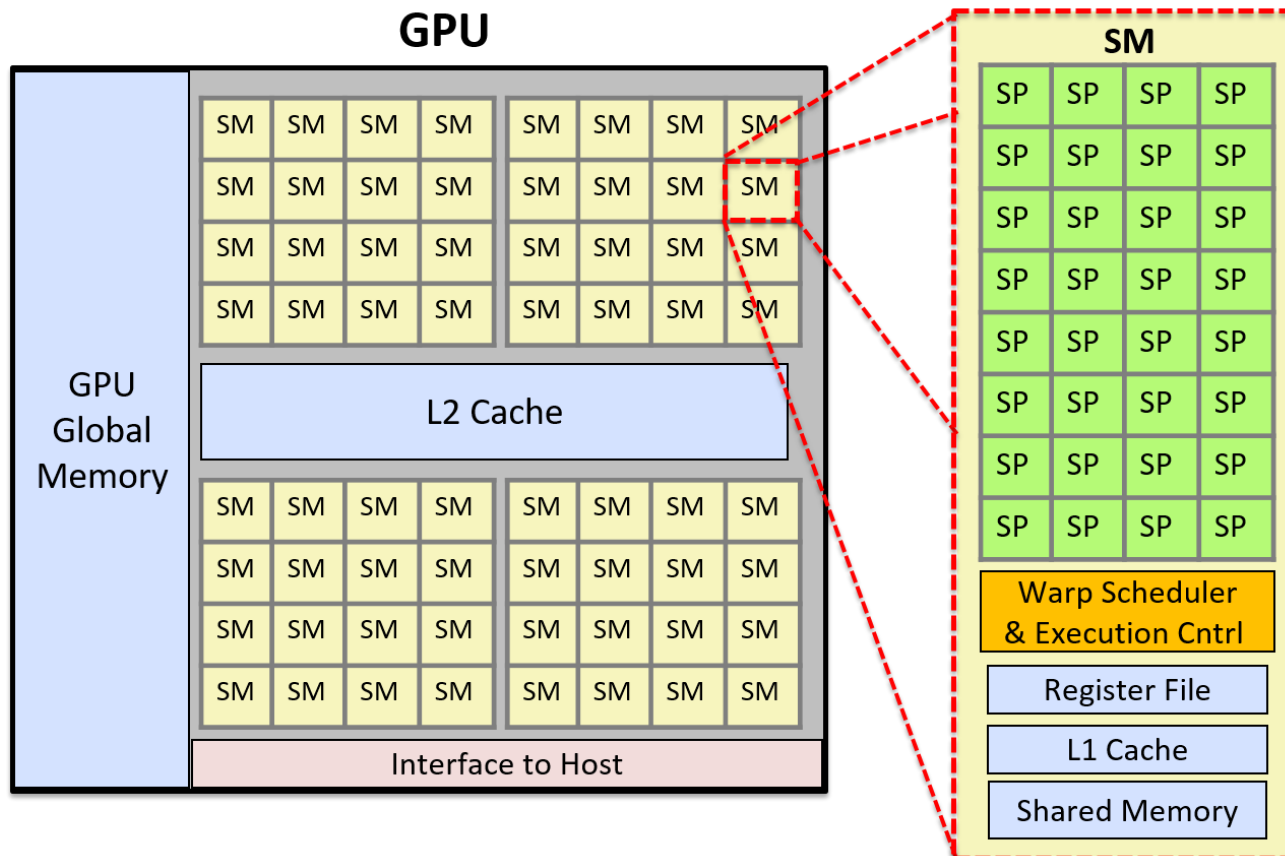 GPU
SM SM SM SM SM SM SM SM
SM SM SM SM SM SM SM SM
SM SM SM SM SM SM SM SM
SM SM SM SM SM SM SM SM
GPU
Global
Memory
L2 Cache
SM SM SM SM SM SM SM SM
SM SM SM SM SM SM SM SM
SM SM SM SM SM SM SM SM
SM SM SM SM SM SM SM SM
Interface to Host
SM
SP SP SP SP
SP SP SP SP
SP SP SP SP
SP SP SP SP
SP SP SP SP
SP SP SP SP
SP SP SP SP
SP SP SP SP
Warp Scheduler
& Execution Cntrl
Register File
L1 Cache
Shared Memory